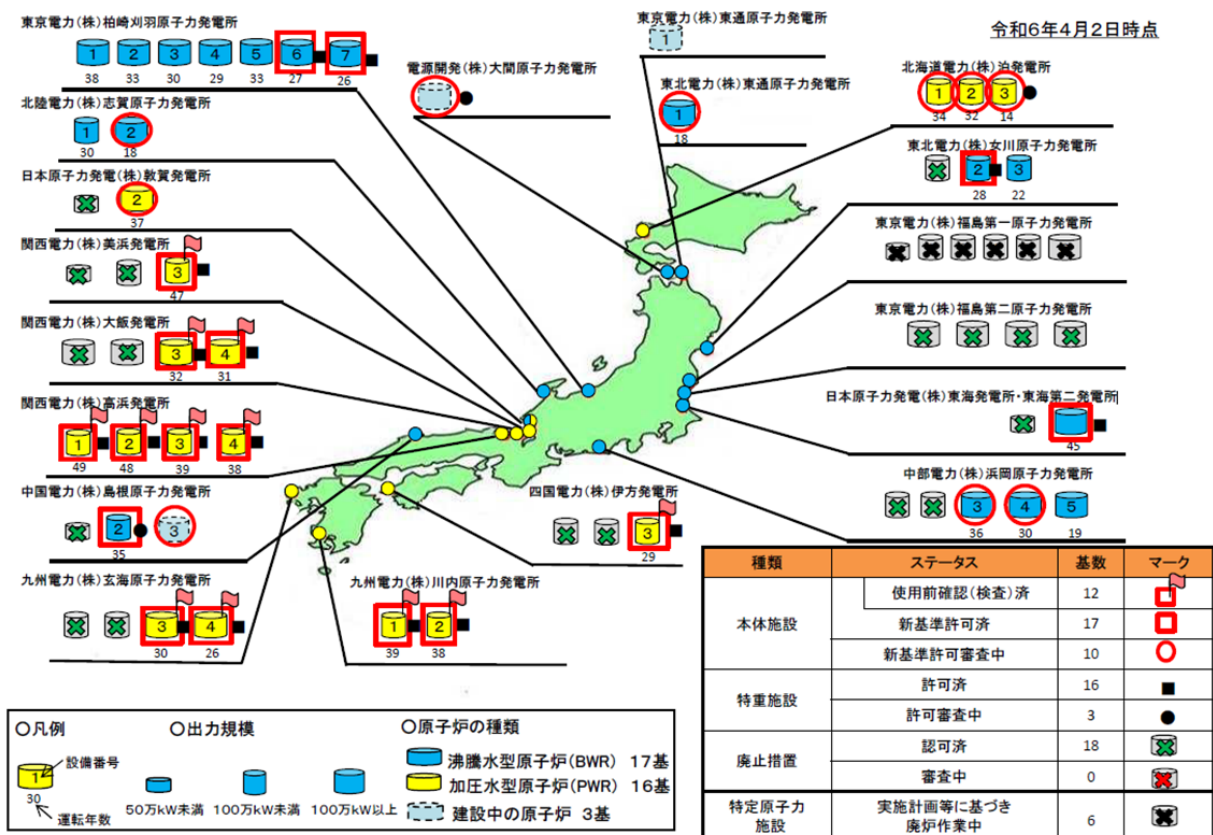 令和6年4月2日時点
東京電力(株)柏崎刈羽原子力発電所
1 2 3 4 5 6 7
38 33 30 29 33 27 26
北陸電力(株)志賀原子力発電所
1 2
30 18
日本原子力発電(株)敦賀発電所
2
37
関西電力(株)美浜発電所
3
47
関西電力(株)大飯発電所
3 4
32 31
関西電力(株)高浜発電所
1 2 3 4
49 48 39 38
中国電力(株)島根原子力発電所
2 3
35
九州電力(株)玄海原子力発電所
3 4
30 26
九州電力(株)川内原子力発電所
1 2
39 38
四国電力(株)伊方発電所
3
29
電源開発(株)大間原子力発電所
東京電力(株)東通原子力発電所
1
東北電力(株)東通原子力発電所
1
18
北海道電力(株)泊発電所
1 2 3
34 32 14
東北電力(株)女川原子力発電所
2 3
28 22
東京電力(株)福島第一原子力発電所
東京電力(株)福島第二原子力発電所
日本原子力発電(株)東海発電所・東海第二発電所
45
中部電力(株)浜岡原子力発電所
3 4 5
36 30 19
種類 ステータス 基数 マーク
本体施設 使用前確認(検査)済 12
新基準許可済 17
新基準許可審査中 10
特重施設 許可済 16
許可審査中 3
廃止措置 認可済 18
審査中 0
特定原子力
施設 実施計画等に基づき
廃炉作業中 6
○凡例 ○出力規模 ○原子炉の種類
1 設備番号
30 運転年数
50万kW未満 100万kW未満 100万kW以上
沸騰水型原子炉(BWR) 17基
加圧水型原子炉(PWR) 16基
建設中の原子炉 3基